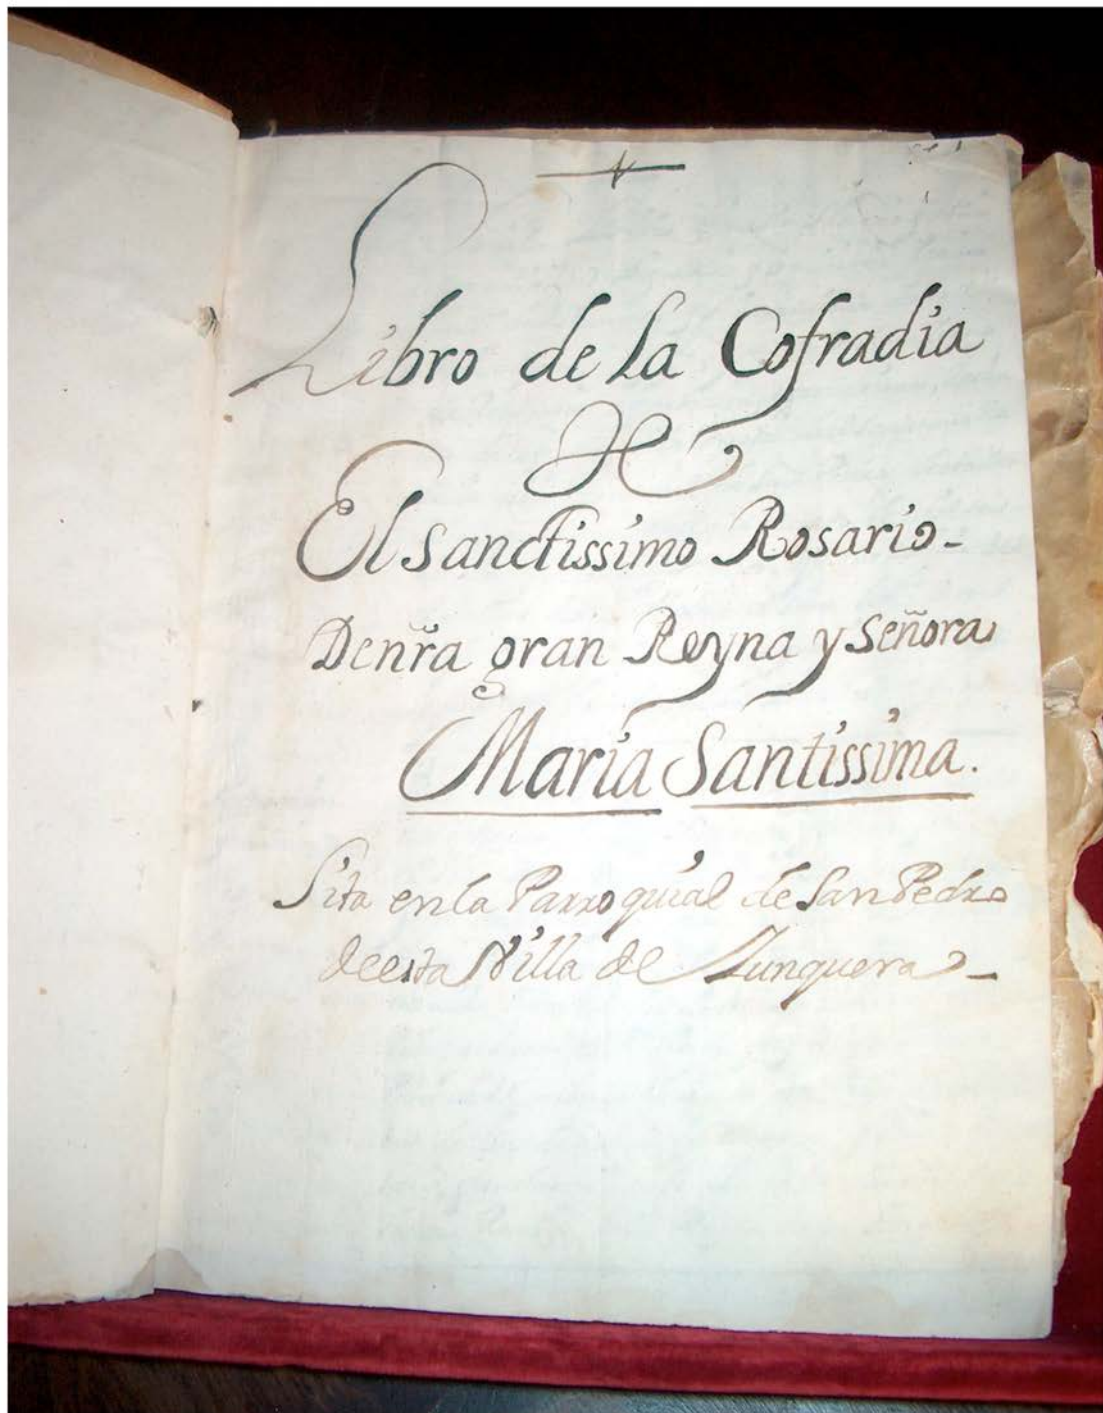 Libro de la Cofradia
De
El Sanctissimo Rosario-
De nr̃a gran Reyna y Señora
Maria Santissima.
Sita en la Parroquial de San Pedro
de esta Villa de Junquera-